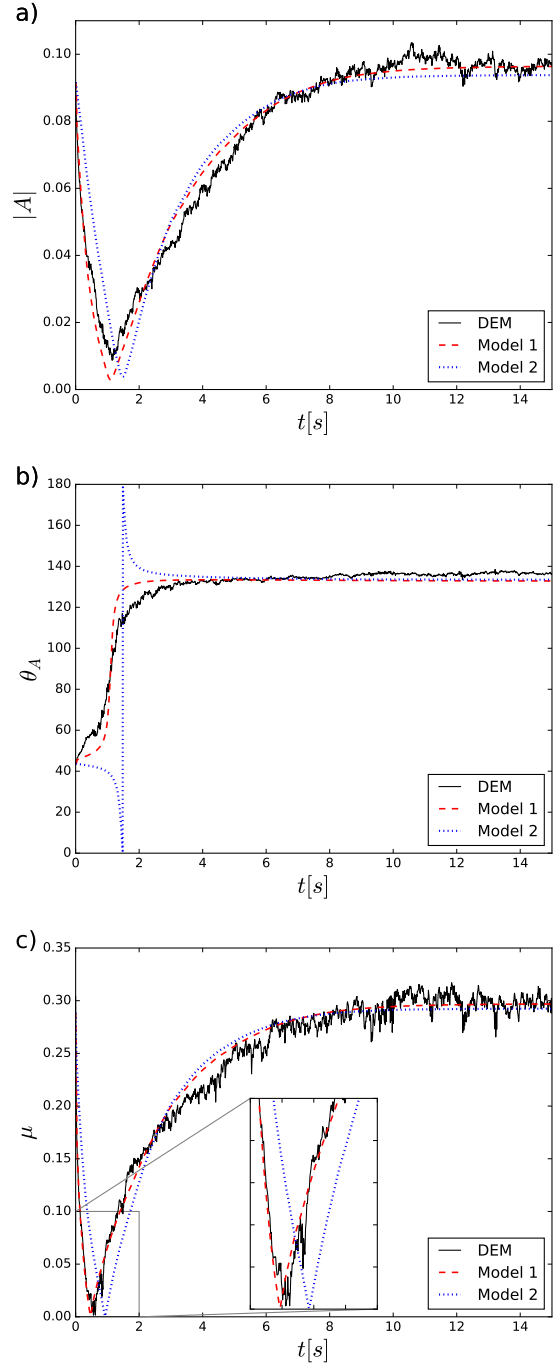 a)
0.10
0.08
0.06
0.04
0.02
0.00
|A|
DEM
Model 1
Model 2
0 2 4 6 8 10 12 14
t[s]
b)
180
160
140
120
100
80
60
40
20
0
θ_A
DEM
Model 1
Model 2
0 2 4 6 8 10 12 14
t[s]
c)
0.35
0.30
0.25
0.20
0.15
0.10
0.05
0.00
μ
DEM
Model 1
Model 2
0 2 4 6 8 10 12 14
t[s]